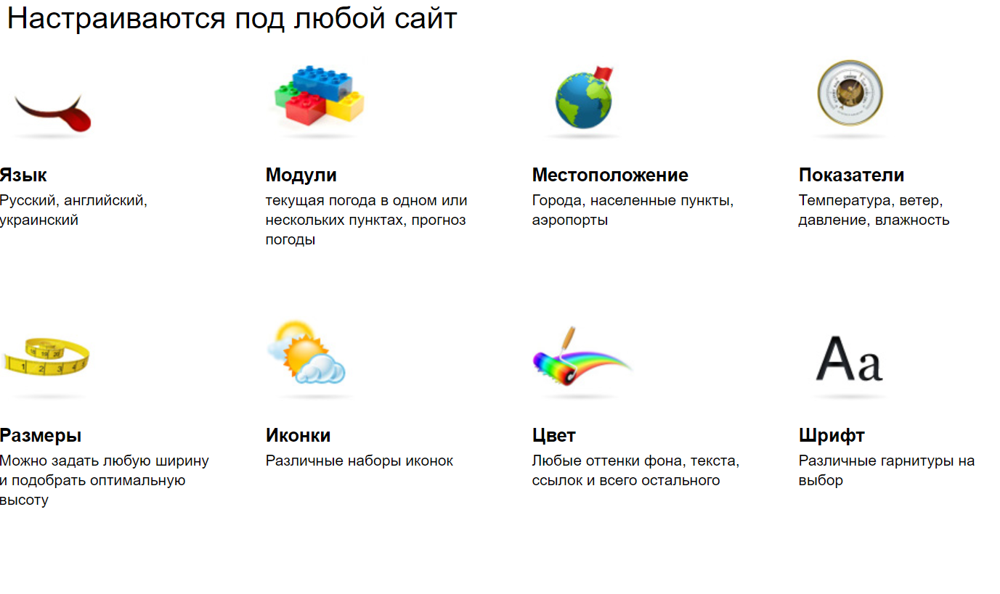 Настраиваются под любой сайт
Язык
Русский, английский,
украинский
Модули
текущая погода в одном или
нескольких пунктах, прогноз
погоды
Местоположение
Города, населенные пункты,
аэропорты
Показатели
Температура, ветер,
давление, влажность
Размеры
Можно задать любую ширину
и подобрать оптимальную
высоту
Иконки
Различные наборы иконок
Цвет
Любые оттенки фона, текста,
ссылок и всего остального
Aa
Шрифт
Различные гарнитуры на
выбор